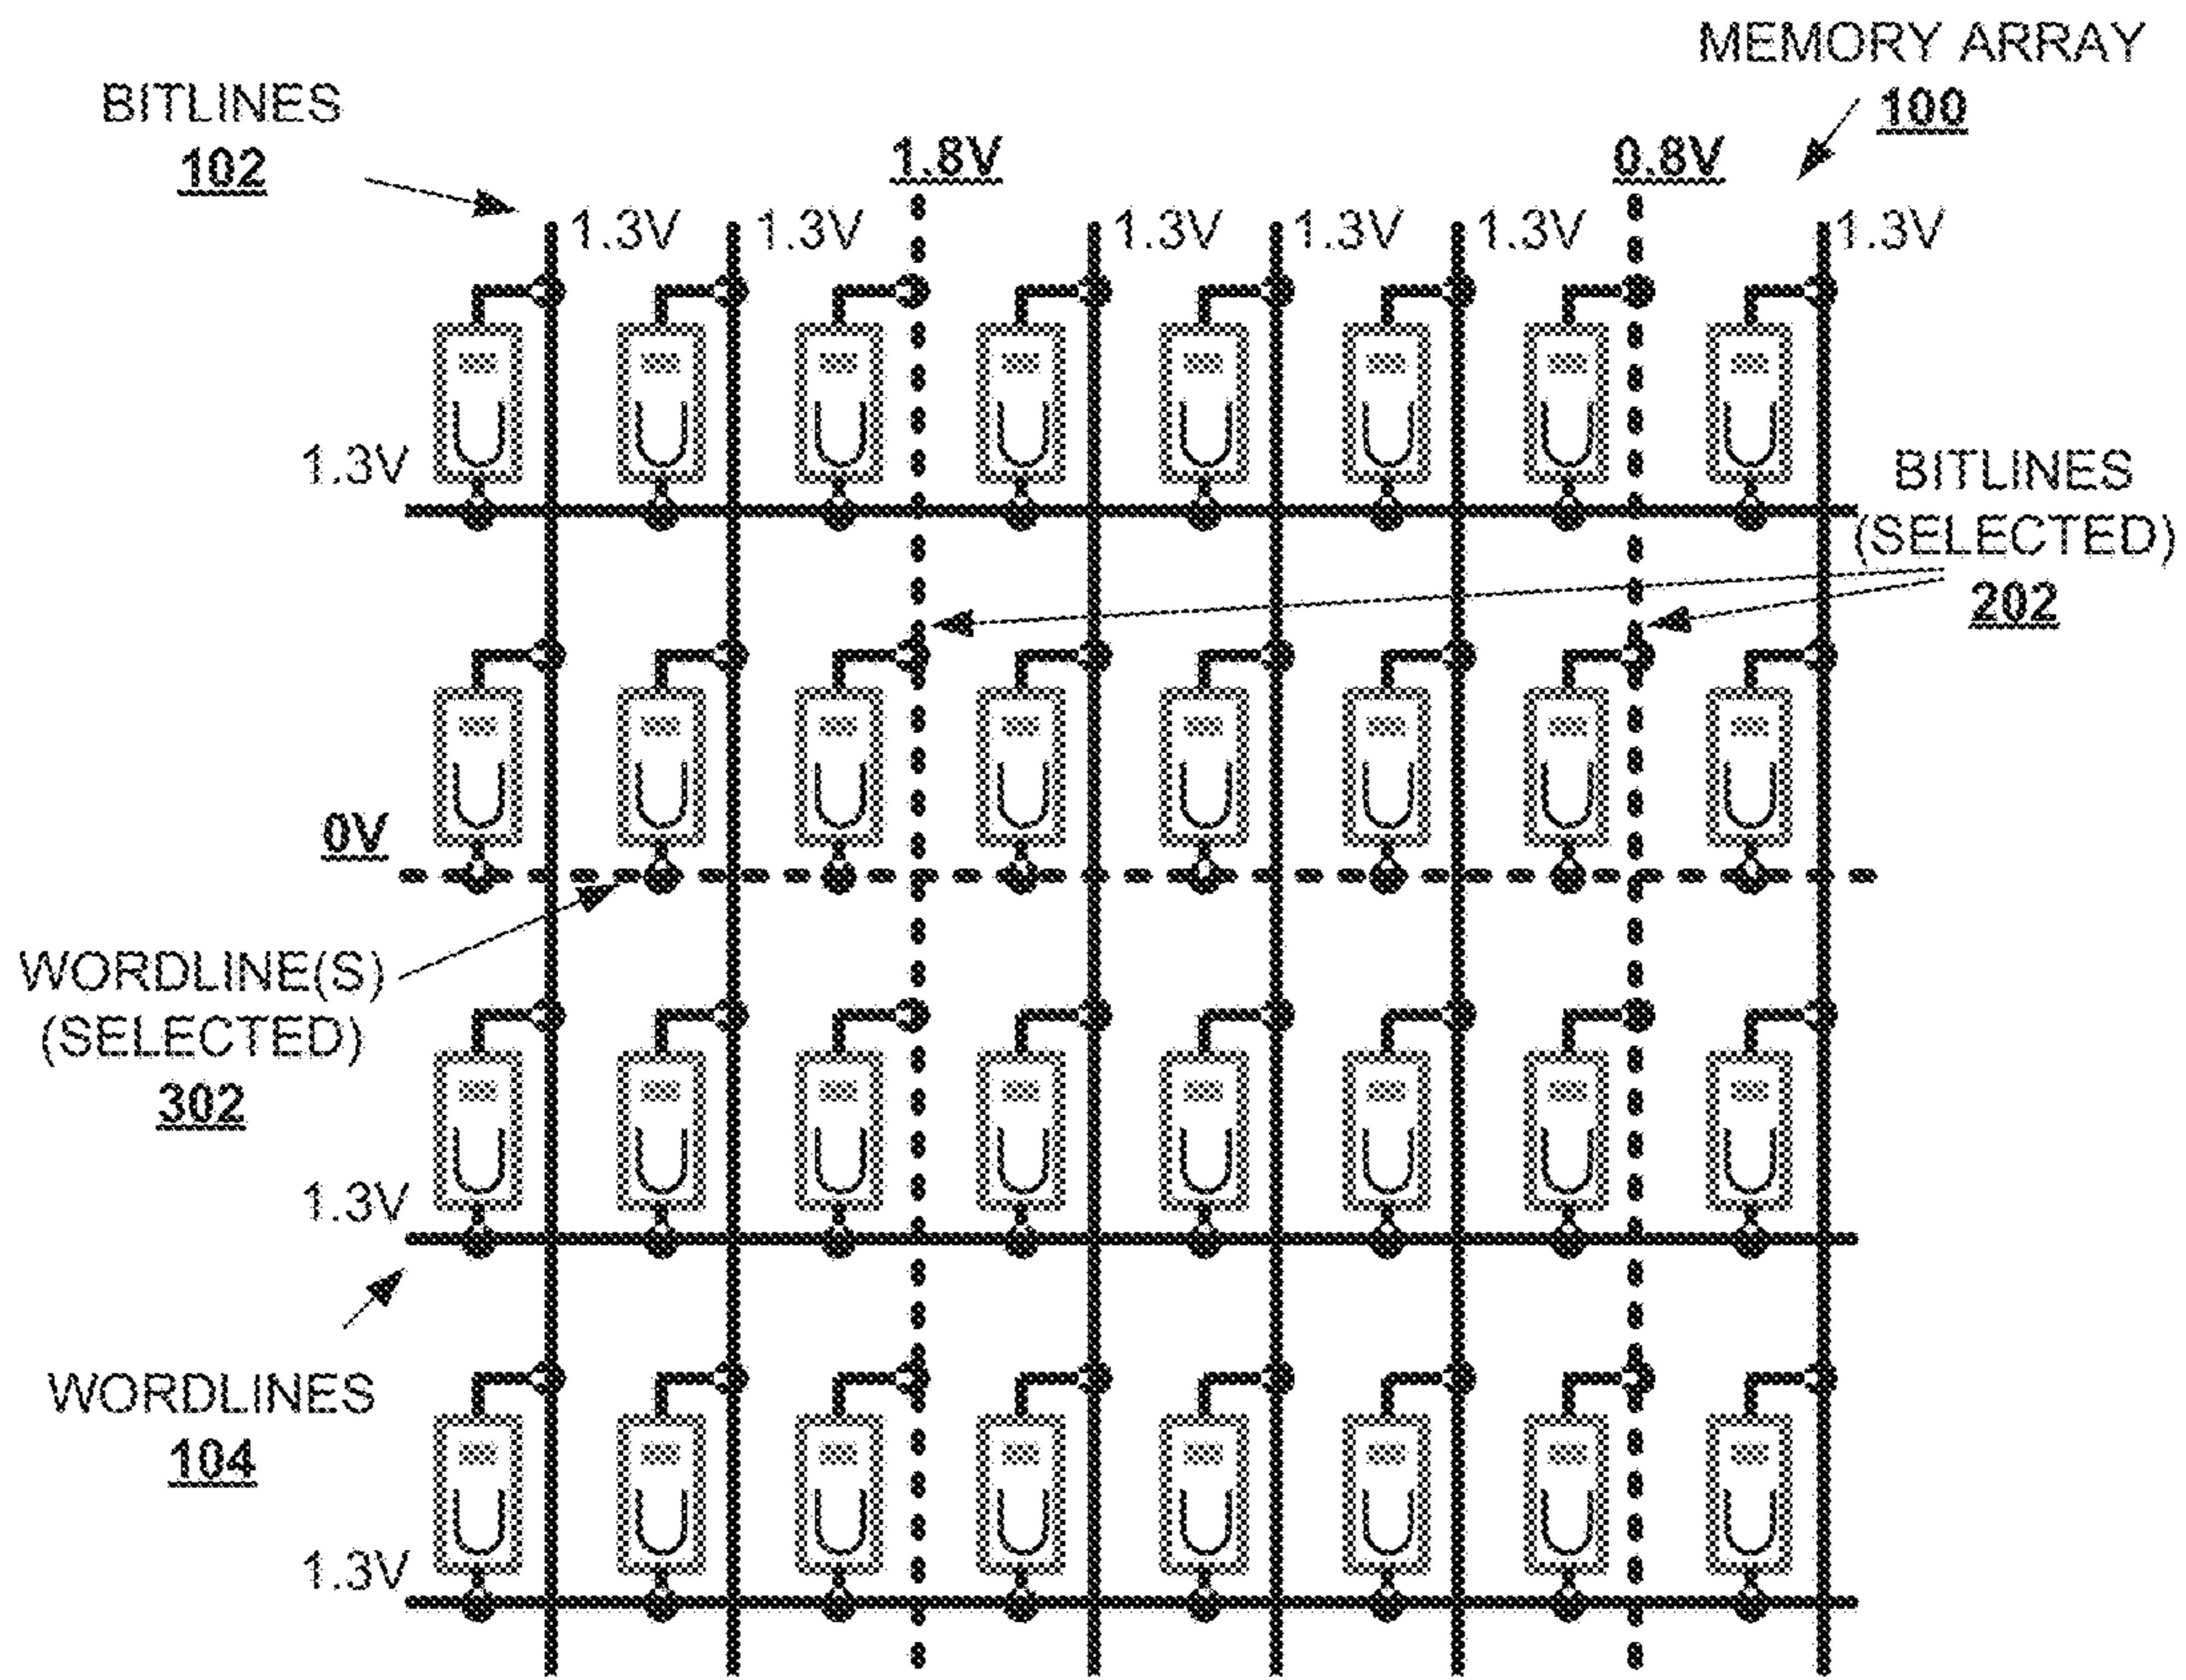 MEMORY ARRAY
100
BITLINES
102
1.8V
0.8V
1.3V
1.3V
1.3V
1.3V
1.3V
1.3V
1.3V
BITLINES
(SELECTED)
202
0V
WORDLINE(S)
(SELECTED)
302
1.3V
WORDLINES
104
1.3V